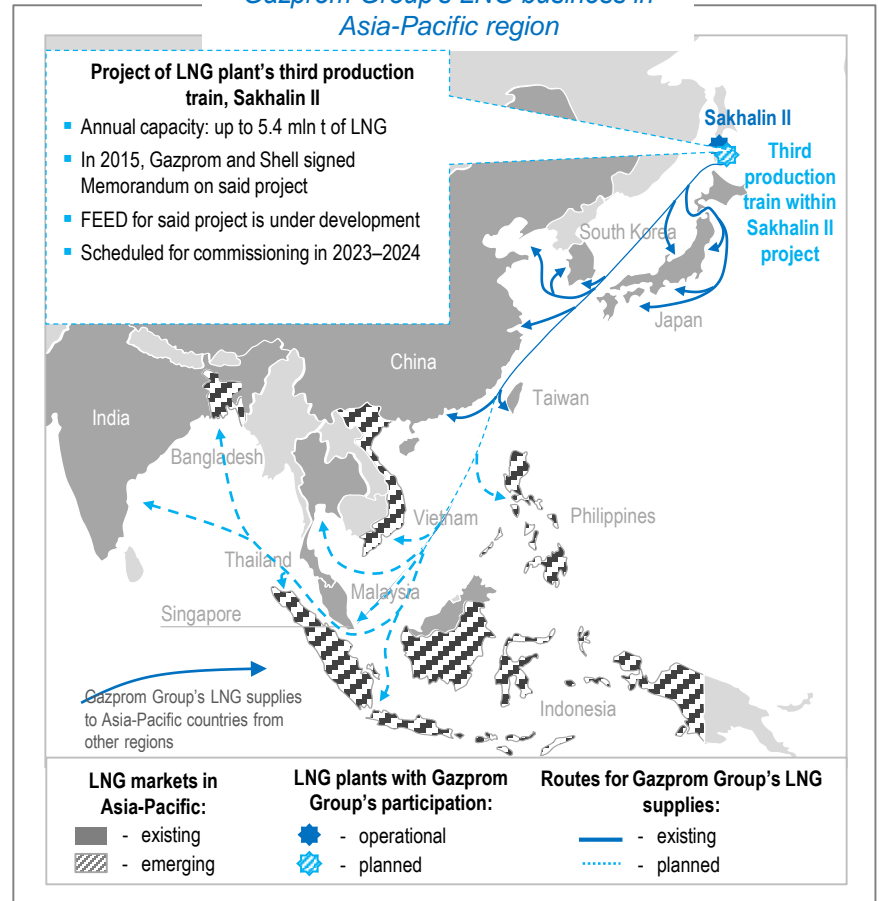 Gazprom Group's LNG business in
Asia-Pacific region
Project of LNG plant's third production
train, Sakhalin II
Annual capacity: up to 5.4 mln t of LNG
In 2015, Gazprom and Shell signed
Memorandum on said project
FEED for said project is under development
Scheduled for commissioning in 2023–2024
Sakhalin II
Third
production
train within
Sakhalin II
project
South Korea
Japan
China
Taiwan
India
Bangladesh
Vietnam
Philippines
Thailand
Malaysia
Singapore
Indonesia
Gazprom Group's LNG supplies
to Asia-Pacific countries from
other regions
LNG markets in
Asia-Pacific:
- existing
- emerging
LNG plants with Gazprom
Group's participation:
- operational
- planned
Routes for Gazprom Group's LNG
supplies:
- existing
- planned